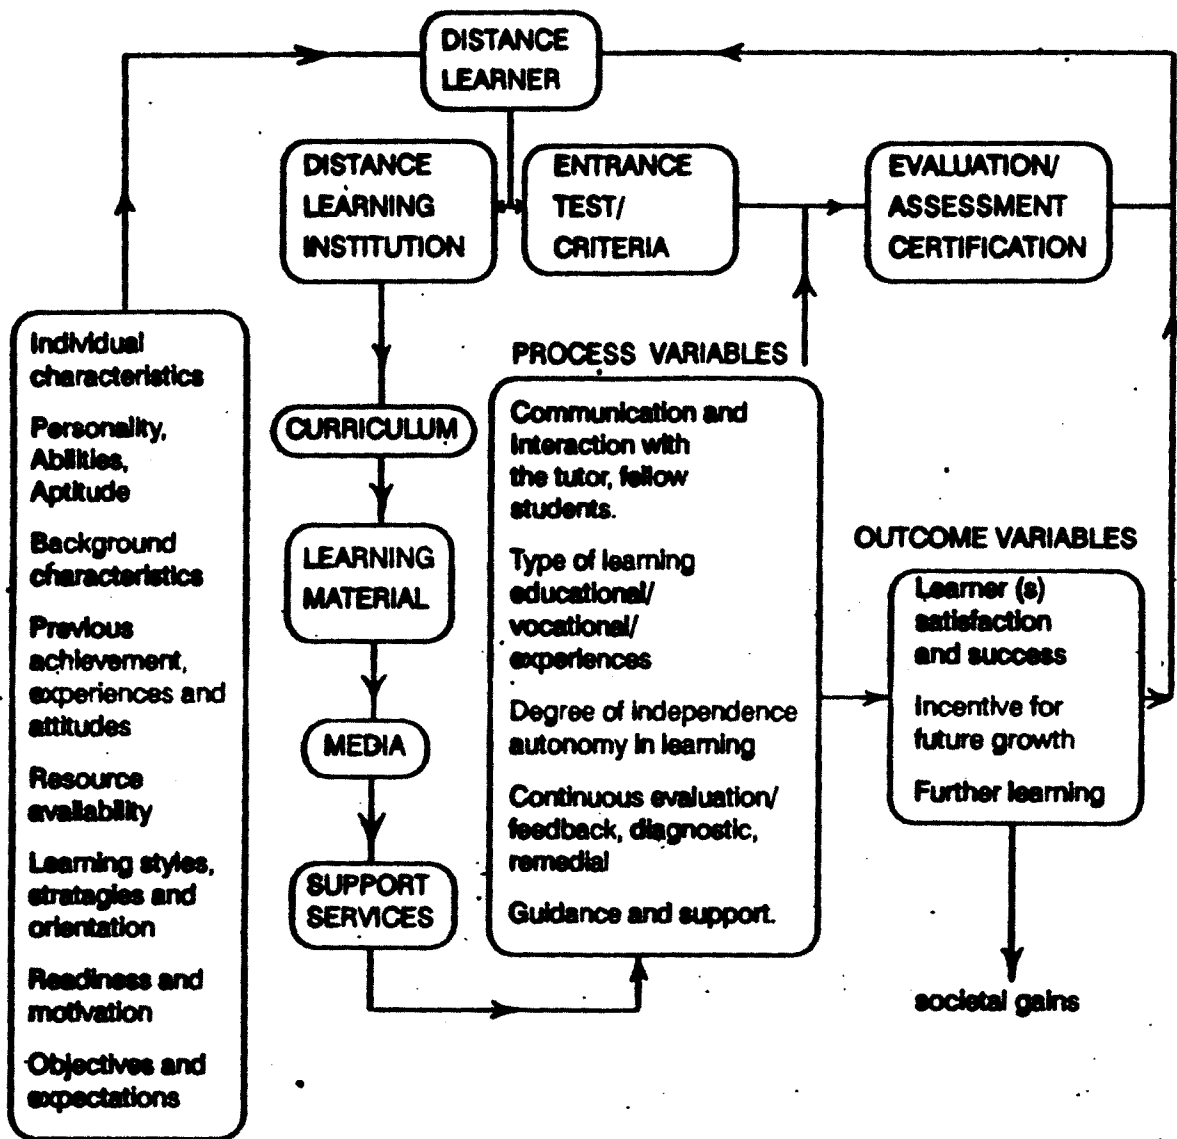 DISTANCE
LEARNER
DISTANCE
LEARNING
INSTITUTION
ENTRANCE
TEST/
CRITERIA
EVALUATION/
ASSESSMENT
CERTIFICATION
Individual
characteristics
Personality,
Abilities,
Aptitude
Background
characteristics
Previous
achievement,
experiences and
attitudes
Resource
availability
Learning styles,
stratagies and
orientation
Readiness and
motivation
Objectives and
expectations
CURRICULUM
LEARNING
MATERIAL
MEDIA
SUPPORT
SERVICES
PROCESS VARIABLES
Communication and
interaction with
the tutor, fellow
students.
Type of learning
educational/
vocational/
experiences
Degree of independence
autonomy in learning
Continuous evaluation/
feedback, diagnostic,
remedial
Guidance and support.
OUTCOME VARIABLES
Learner (s)
satisfaction
and success
Incentive for
future growth
Further learning
societal gains